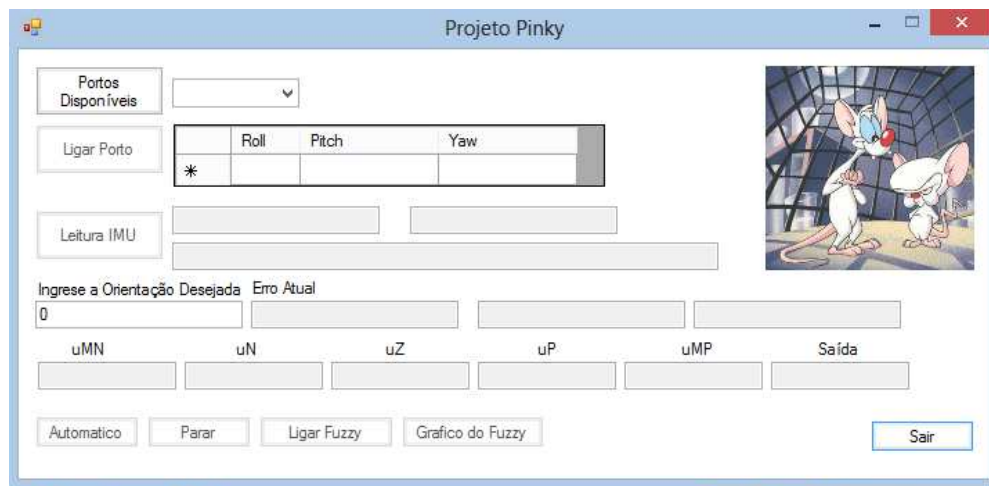 Projeto Pinky
Portos
Disponíveis
Ligar Porto
Roll Pitch Yaw
Leitura IMU
Ingrese a Orientação Desejada Erro Atual
0
uMN uN uZ uP uMP Saída
Automatico Parar Ligar Fuzzy Grafico do Fuzzy Sair